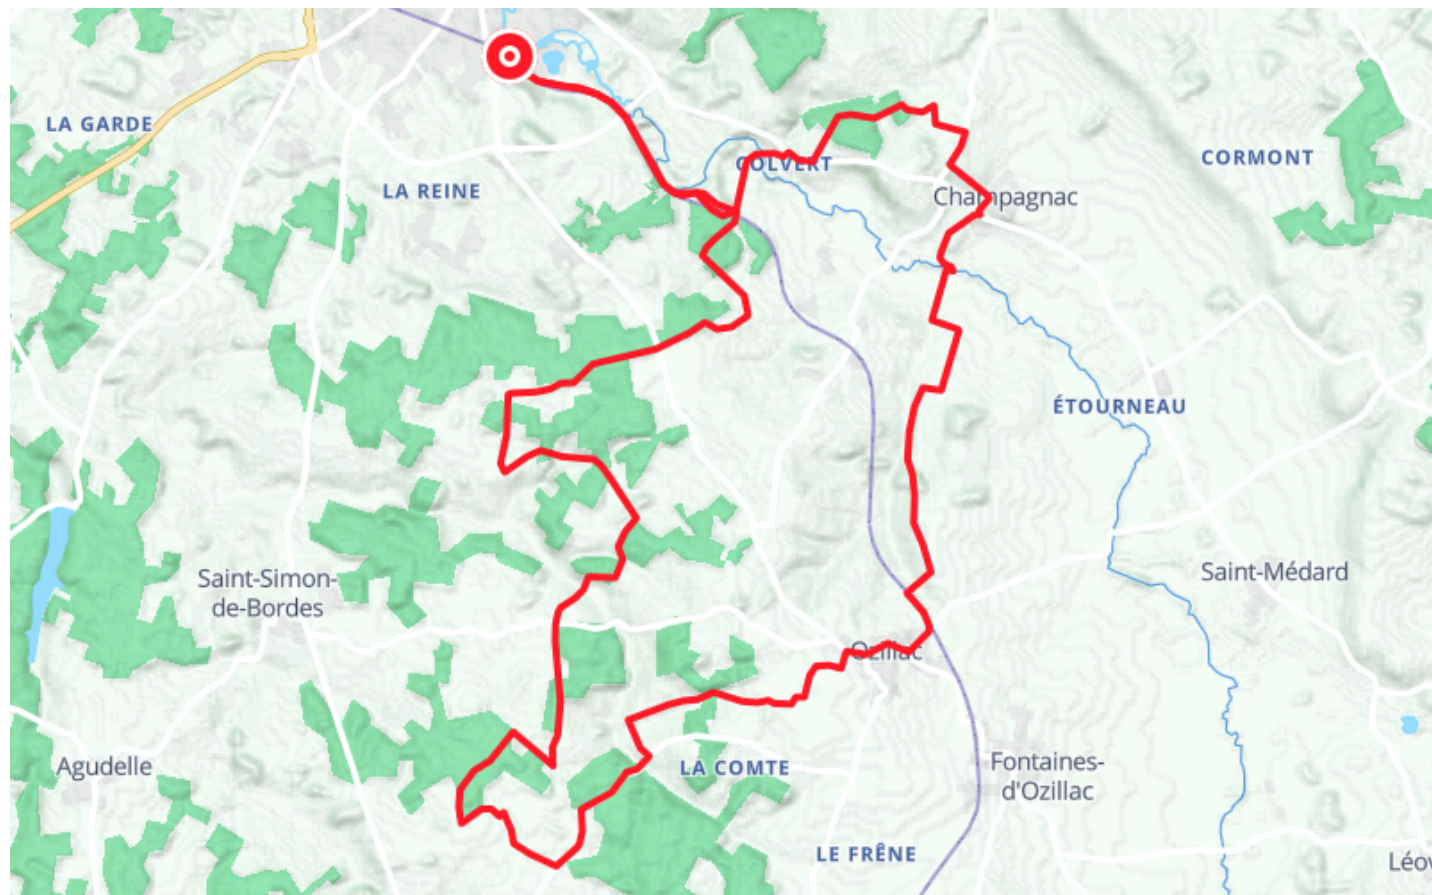 LA GARDE
COLVERT
CORMONT
LA REINE
Champagnac
ÉTOURNEAU
Saint-Simon-
de-Bordes
Saint-Médard
Ozillac
Agudelle
LA COMTE
Fontaines-
d'Ozillac
LE FRÊNE
Léov